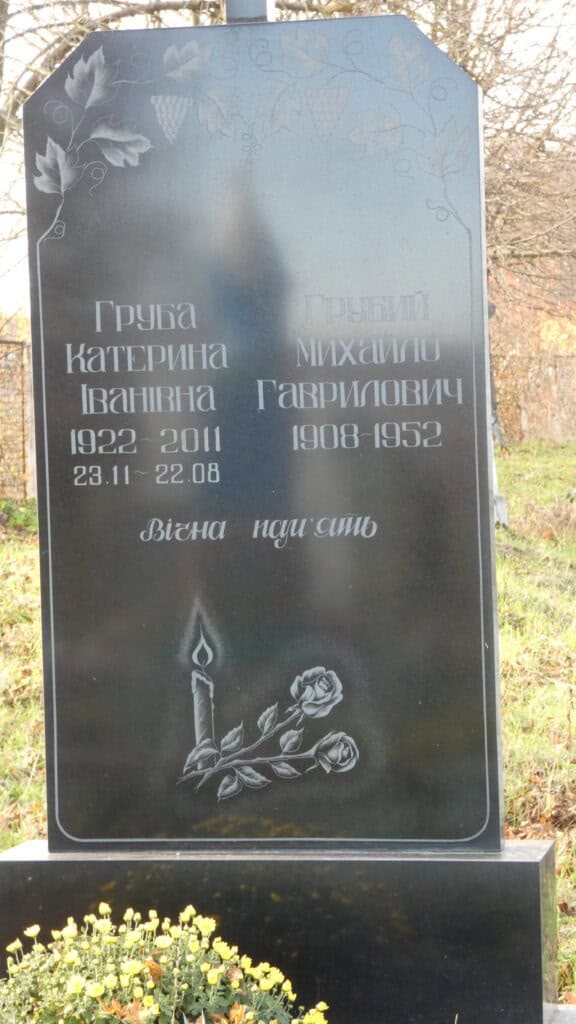 Груба
Катерина
Іванівна
1922-2011
23.11-22.08
Грубий
Михайло
Гаврилович
1908-1952
Вічна пам'ять